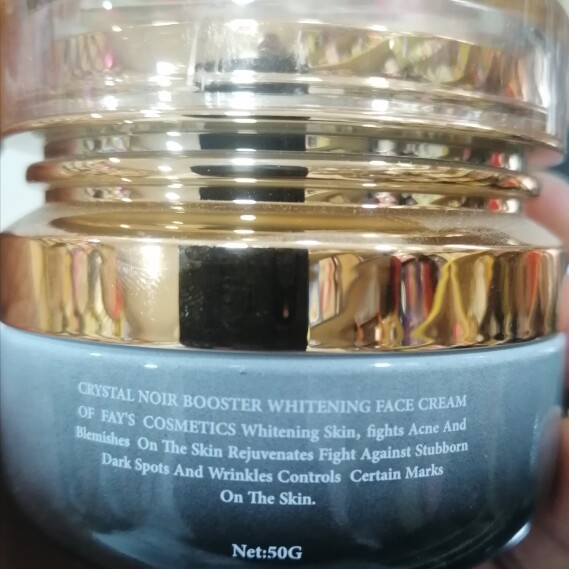 CRYSTAL NOIR BOOSTER WHITENING FACE CREAM
OF FAY'S COSMETICS Whitening Skin, fights Acne And
Blemishes On The Skin Rejuvenates Fight Against Stubborn
Dark Spots And Wrinkles Controls Certain Marks
On The Skin.
Net:50G